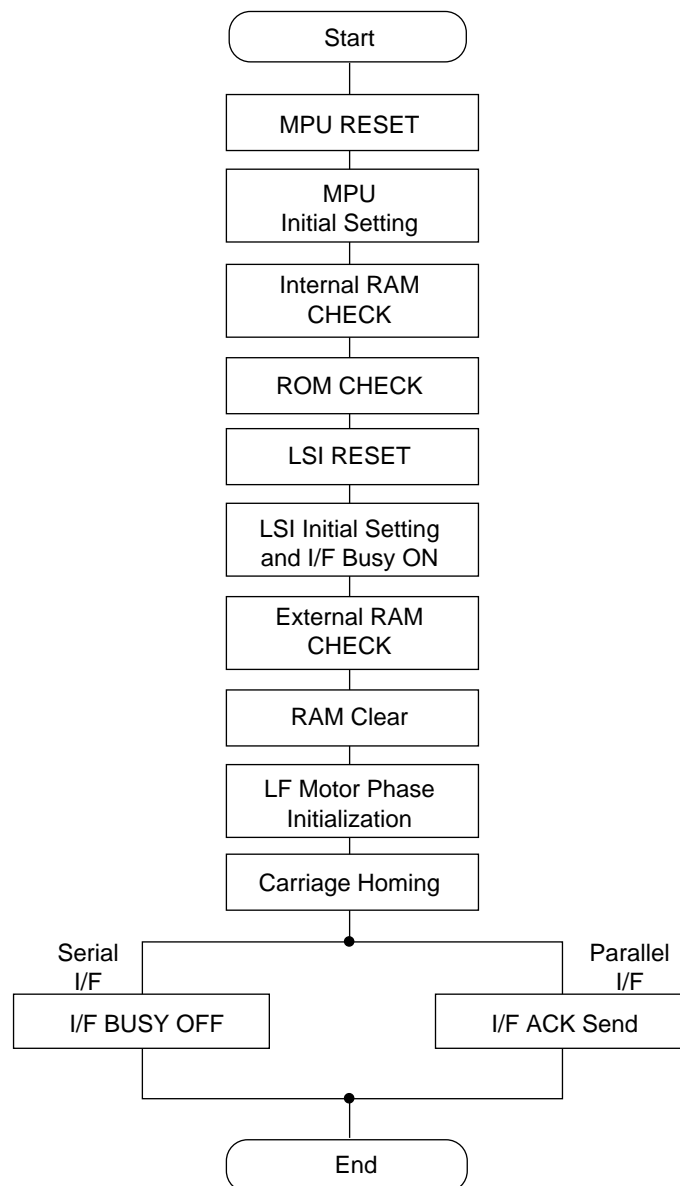 Start
MPU RESET
MPU
Initial Setting
Internal RAM
CHECK
ROM CHECK
LSI RESET
LSI Initial Setting
and I/F Busy ON
External RAM
CHECK
RAM Clear
LF Motor Phase
Initialization
Carriage Homing
Serial
I/F
Parallel
I/F
I/F BUSY OFF
I/F ACK Send
End